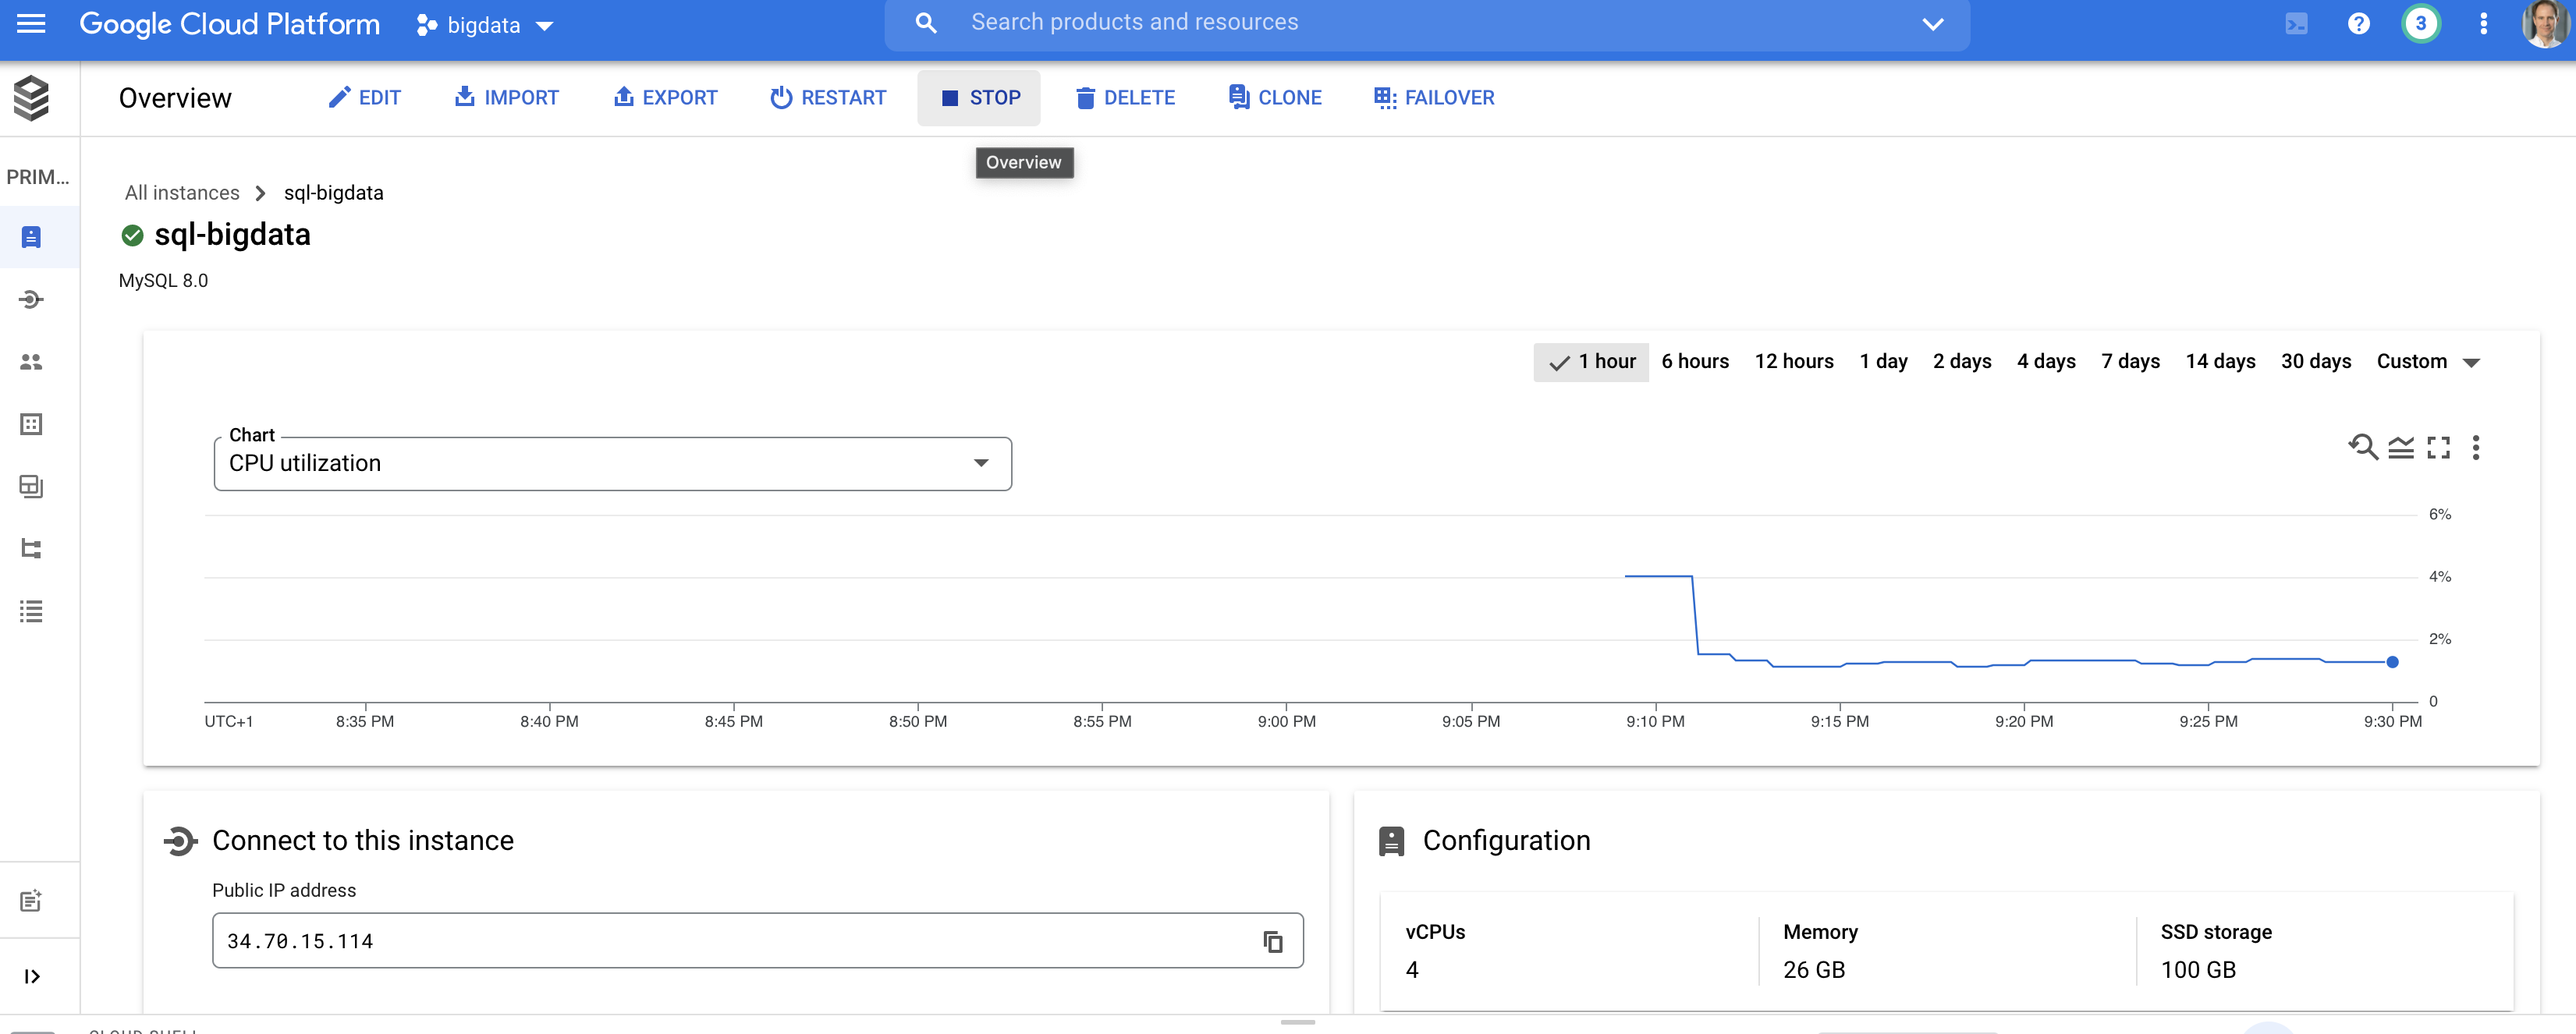 Google Cloud Platform
bigdata
Search products and resources
3
Overview
EDIT
IMPORT
EXPORT
RESTART
STOP
DELETE
CLONE
FAILOVER
Overview
PRIM...
All instances
sql-bigdata
sql-bigdata
MySQL 8.0
1 hour
6 hours
12 hours
1 day
2 days
4 days
7 days
14 days
30 days
Custom
Chart
CPU utilization
6%
4%
2%
0
UTC+1
8:35 PM
8:40 PM
8:45 PM
8:50 PM
8:55 PM
9:00 PM
9:05 PM
9:10 PM
9:15 PM
9:20 PM
9:25 PM
9:30 PM
Connect to this instance
Public IP address
34.70.15.114
Configuration
vCPUs
4
Memory
26 GB
SSD storage
100 GB
CLOUD SHELL